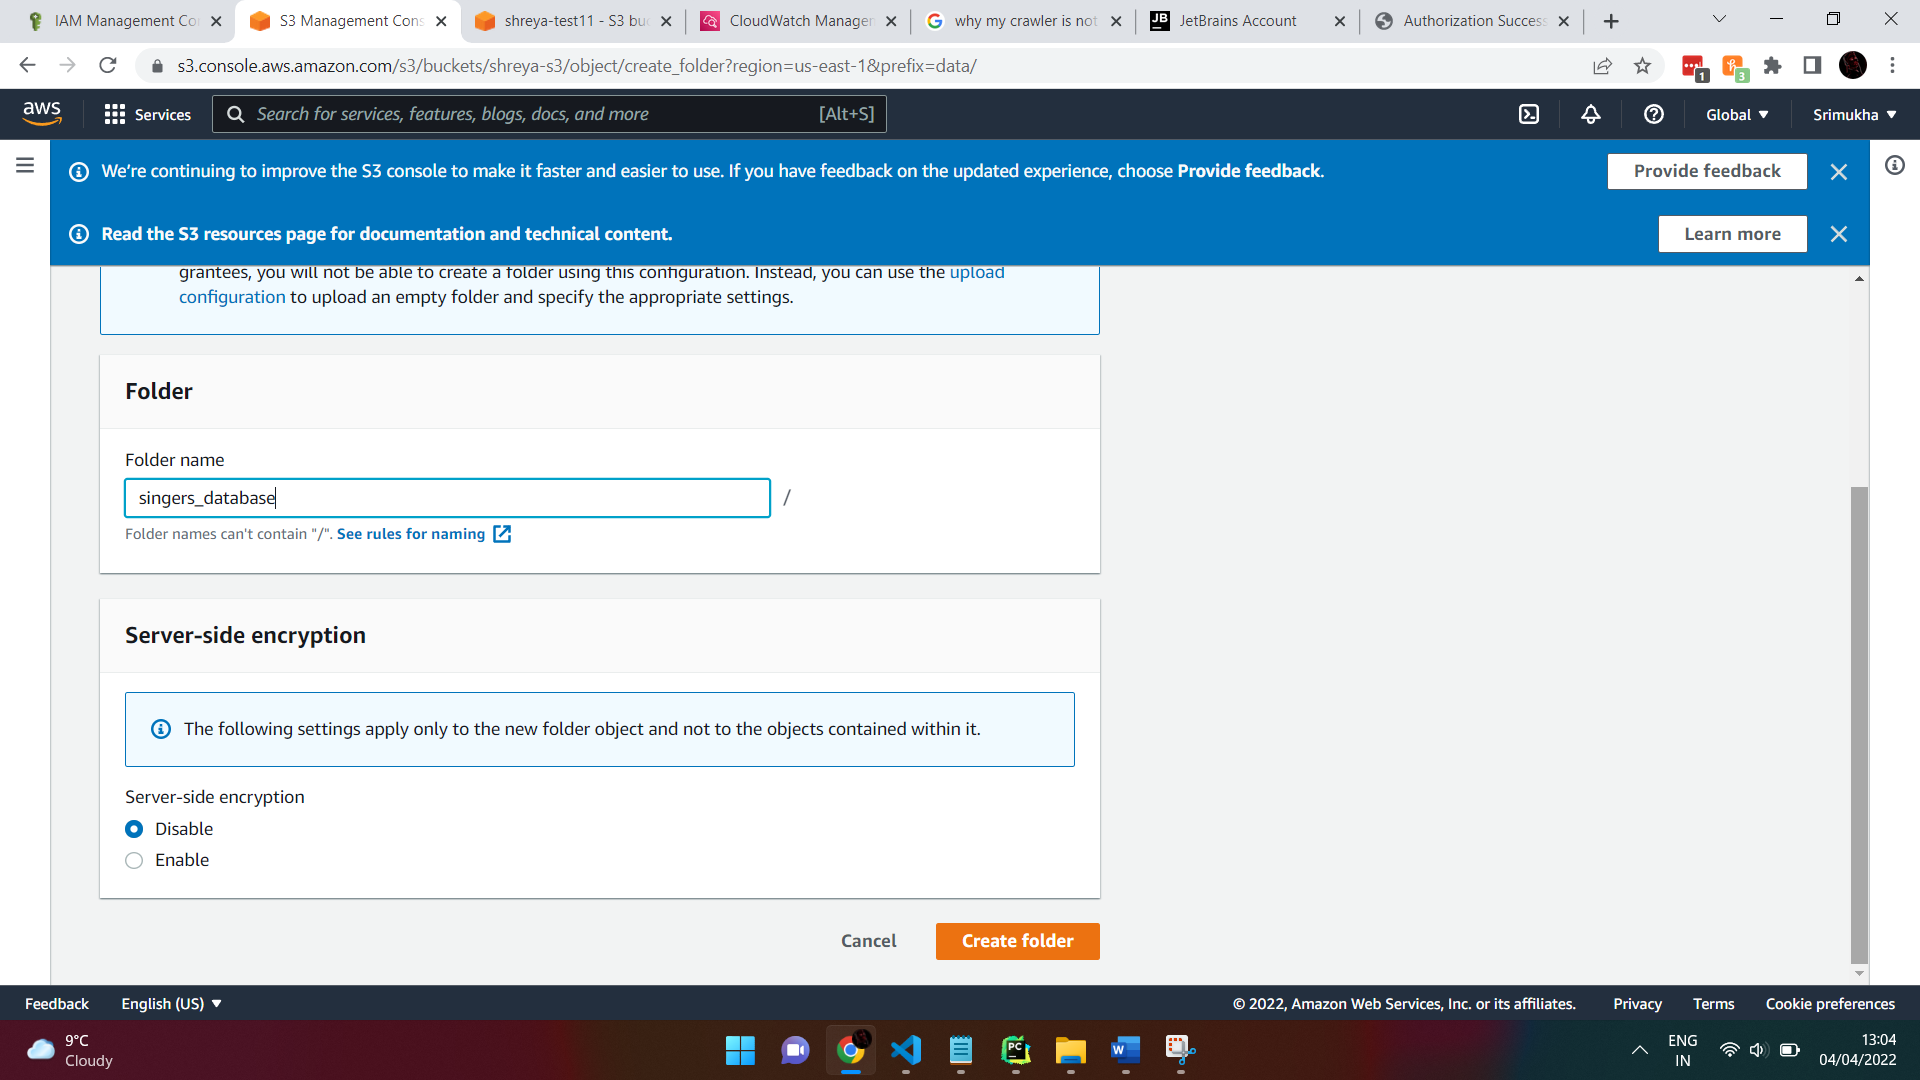 IAM Management Co
S3 Management Cons
shreya-test11 - S3 buc
CloudWatch Manager
why my crawler is not
JetBrains Account
Authorization Success
s3.console.aws.amazon.com/s3/buckets/shreya-s3/object/create_folder?region=us-east-1&prefix=data/
1
3
aws
Services
Search for services, features, blogs, docs, and more
[Alt+S]
Global
Srimukha
We're continuing to improve the S3 console to make it faster and easier to use. If you have feedback on the updated experience, choose Provide feedback.
Provide feedback
Read the S3 resources page for documentation and technical content.
Learn more
grantees, you will not be able to create a folder using this configuration. Instead, you can use the upload
configuration to upload an empty folder and specify the appropriate settings.
Folder
Folder name
singers_database
/
Folder names can't contain "/". See rules for naming
Server-side encryption
The following settings apply only to the new folder object and not to the objects contained within it.
Server-side encryption
Disable
Enable
Cancel
Create folder
Feedback
English (US)
© 2022, Amazon Web Services, Inc. or its affiliates.
Privacy
Terms
Cookie preferences
9°C
Cloudy
ENG
IN
13:04
04/04/2022